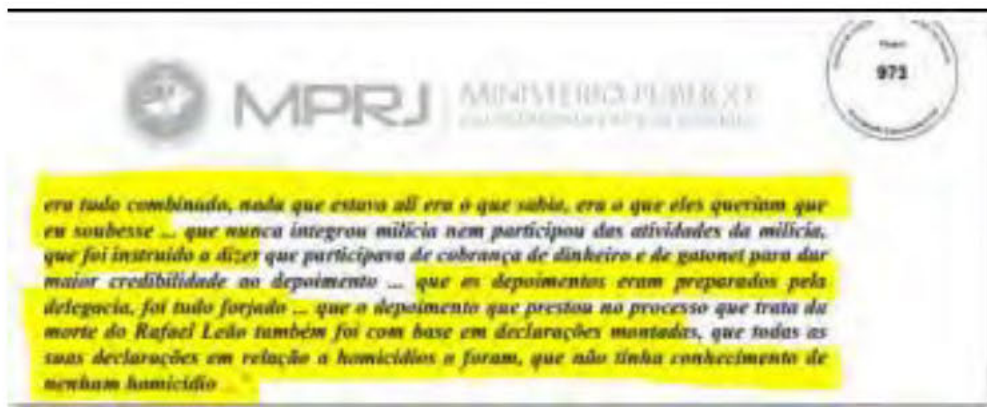 973
MPRJ MINISTÉRIO PÚBLICO
era tudo combinado, nada que estava ali era o que sabia, era o que eles queriam que
eu soubesse ... que nunca integrou milícia nem participou das atividades da milícia,
que foi instruído a dizer que participava de cobrança de dinheiro e de gatonet para dar
maior credibilidade ao depoimento ... que os depoimentos eram preparados pela
delegacia, foi tudo forjado ... que o depoimento que prestou no processo que trata da
morte do Rafael Leão também foi com base em declarações montadas, que todas as
suas declarações em relação a homicídios o foram, que não tinha conhecimento de
nenhum homicídio ...